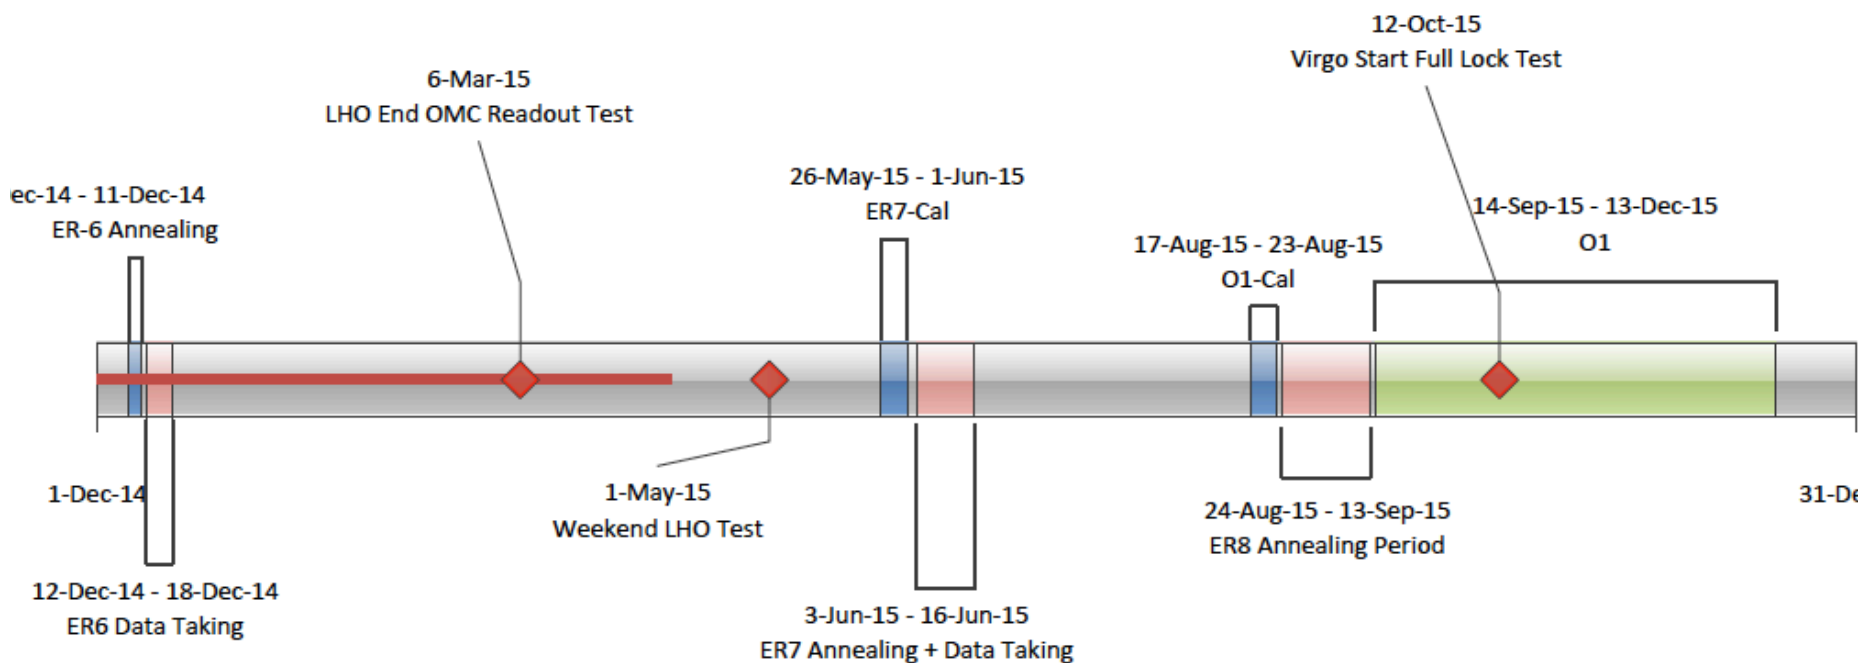 12-Oct-15
Virgo Start Full Lock Test
6-Mar-15
LHO End OMC Readout Test
26-May-15 - 1-Jun-15
ER7-Cal
ec-14 - 11-Dec-14
ER-6 Annealing
14-Sep-15 - 13-Dec-15
O1
17-Aug-15 - 23-Aug-15
O1-Cal
1-Dec-14
1-May-15
Weekend LHO Test
31-De
24-Aug-15 - 13-Sep-15
ER8 Annealing Period
12-Dec-14 - 18-Dec-14
ER6 Data Taking
3-Jun-15 - 16-Jun-15
ER7 Annealing + Data Taking